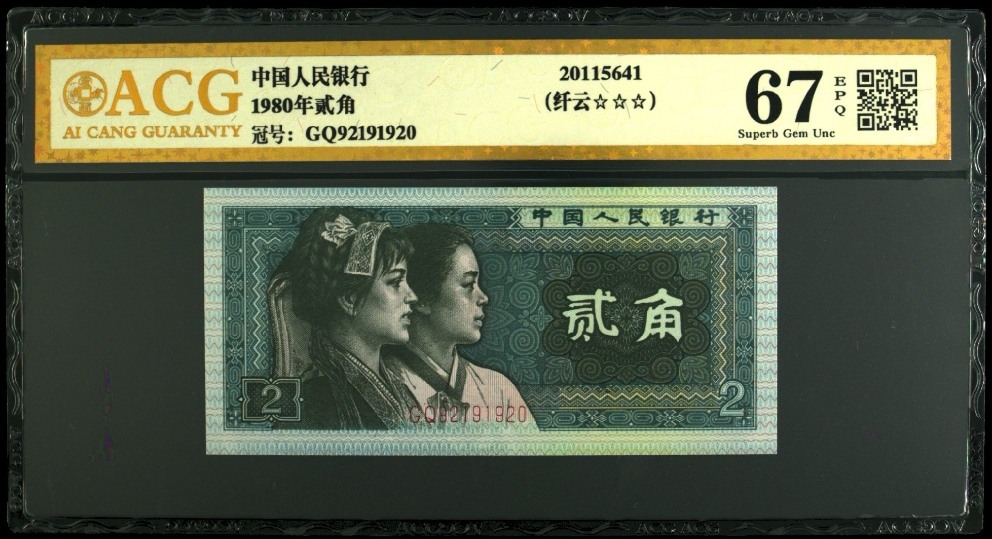 ACG
AI CANG GUARANTY
中国人民银行
1980年贰角
冠号：GQ92191920
20115641
(纤云☆☆☆)
67
EPQ
Superb Gem Unc
中国人民银行
贰角
2
GQ92191920
2